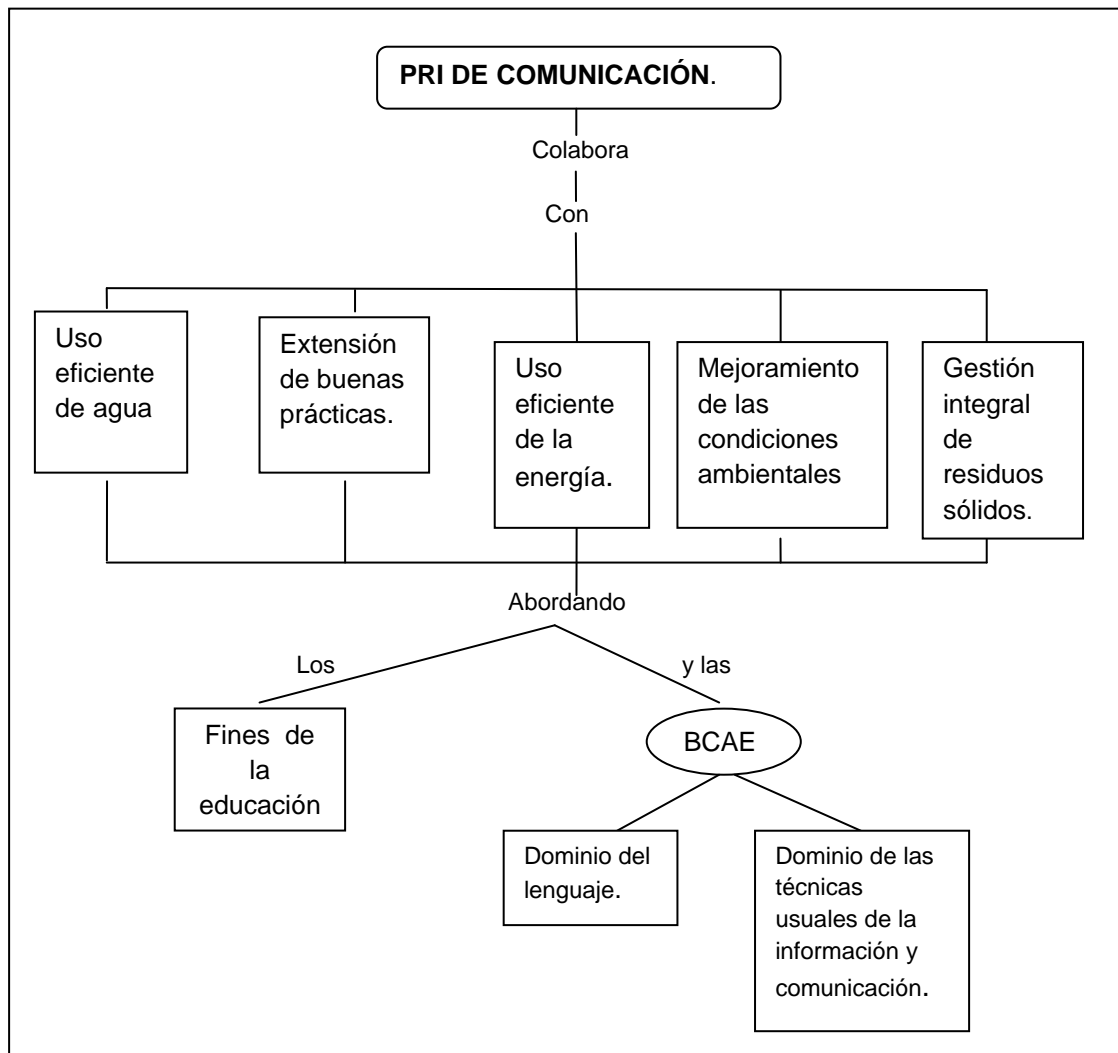 PRI DE COMUNICACIÓN.
Colabora
Con
Uso
eficiente
de agua
Extensión
de buenas
prácticas.
Uso
eficiente
de la
energía.
Mejoramiento
de las
condiciones
ambientales
Gestión
integral
de
residuos
sólidos.
Abordando
Los
y las
Fines de
la
educación
BCAE
Dominio del
lenguaje.
Dominio de las
técnicas
usuales de la
información y
comunicación.